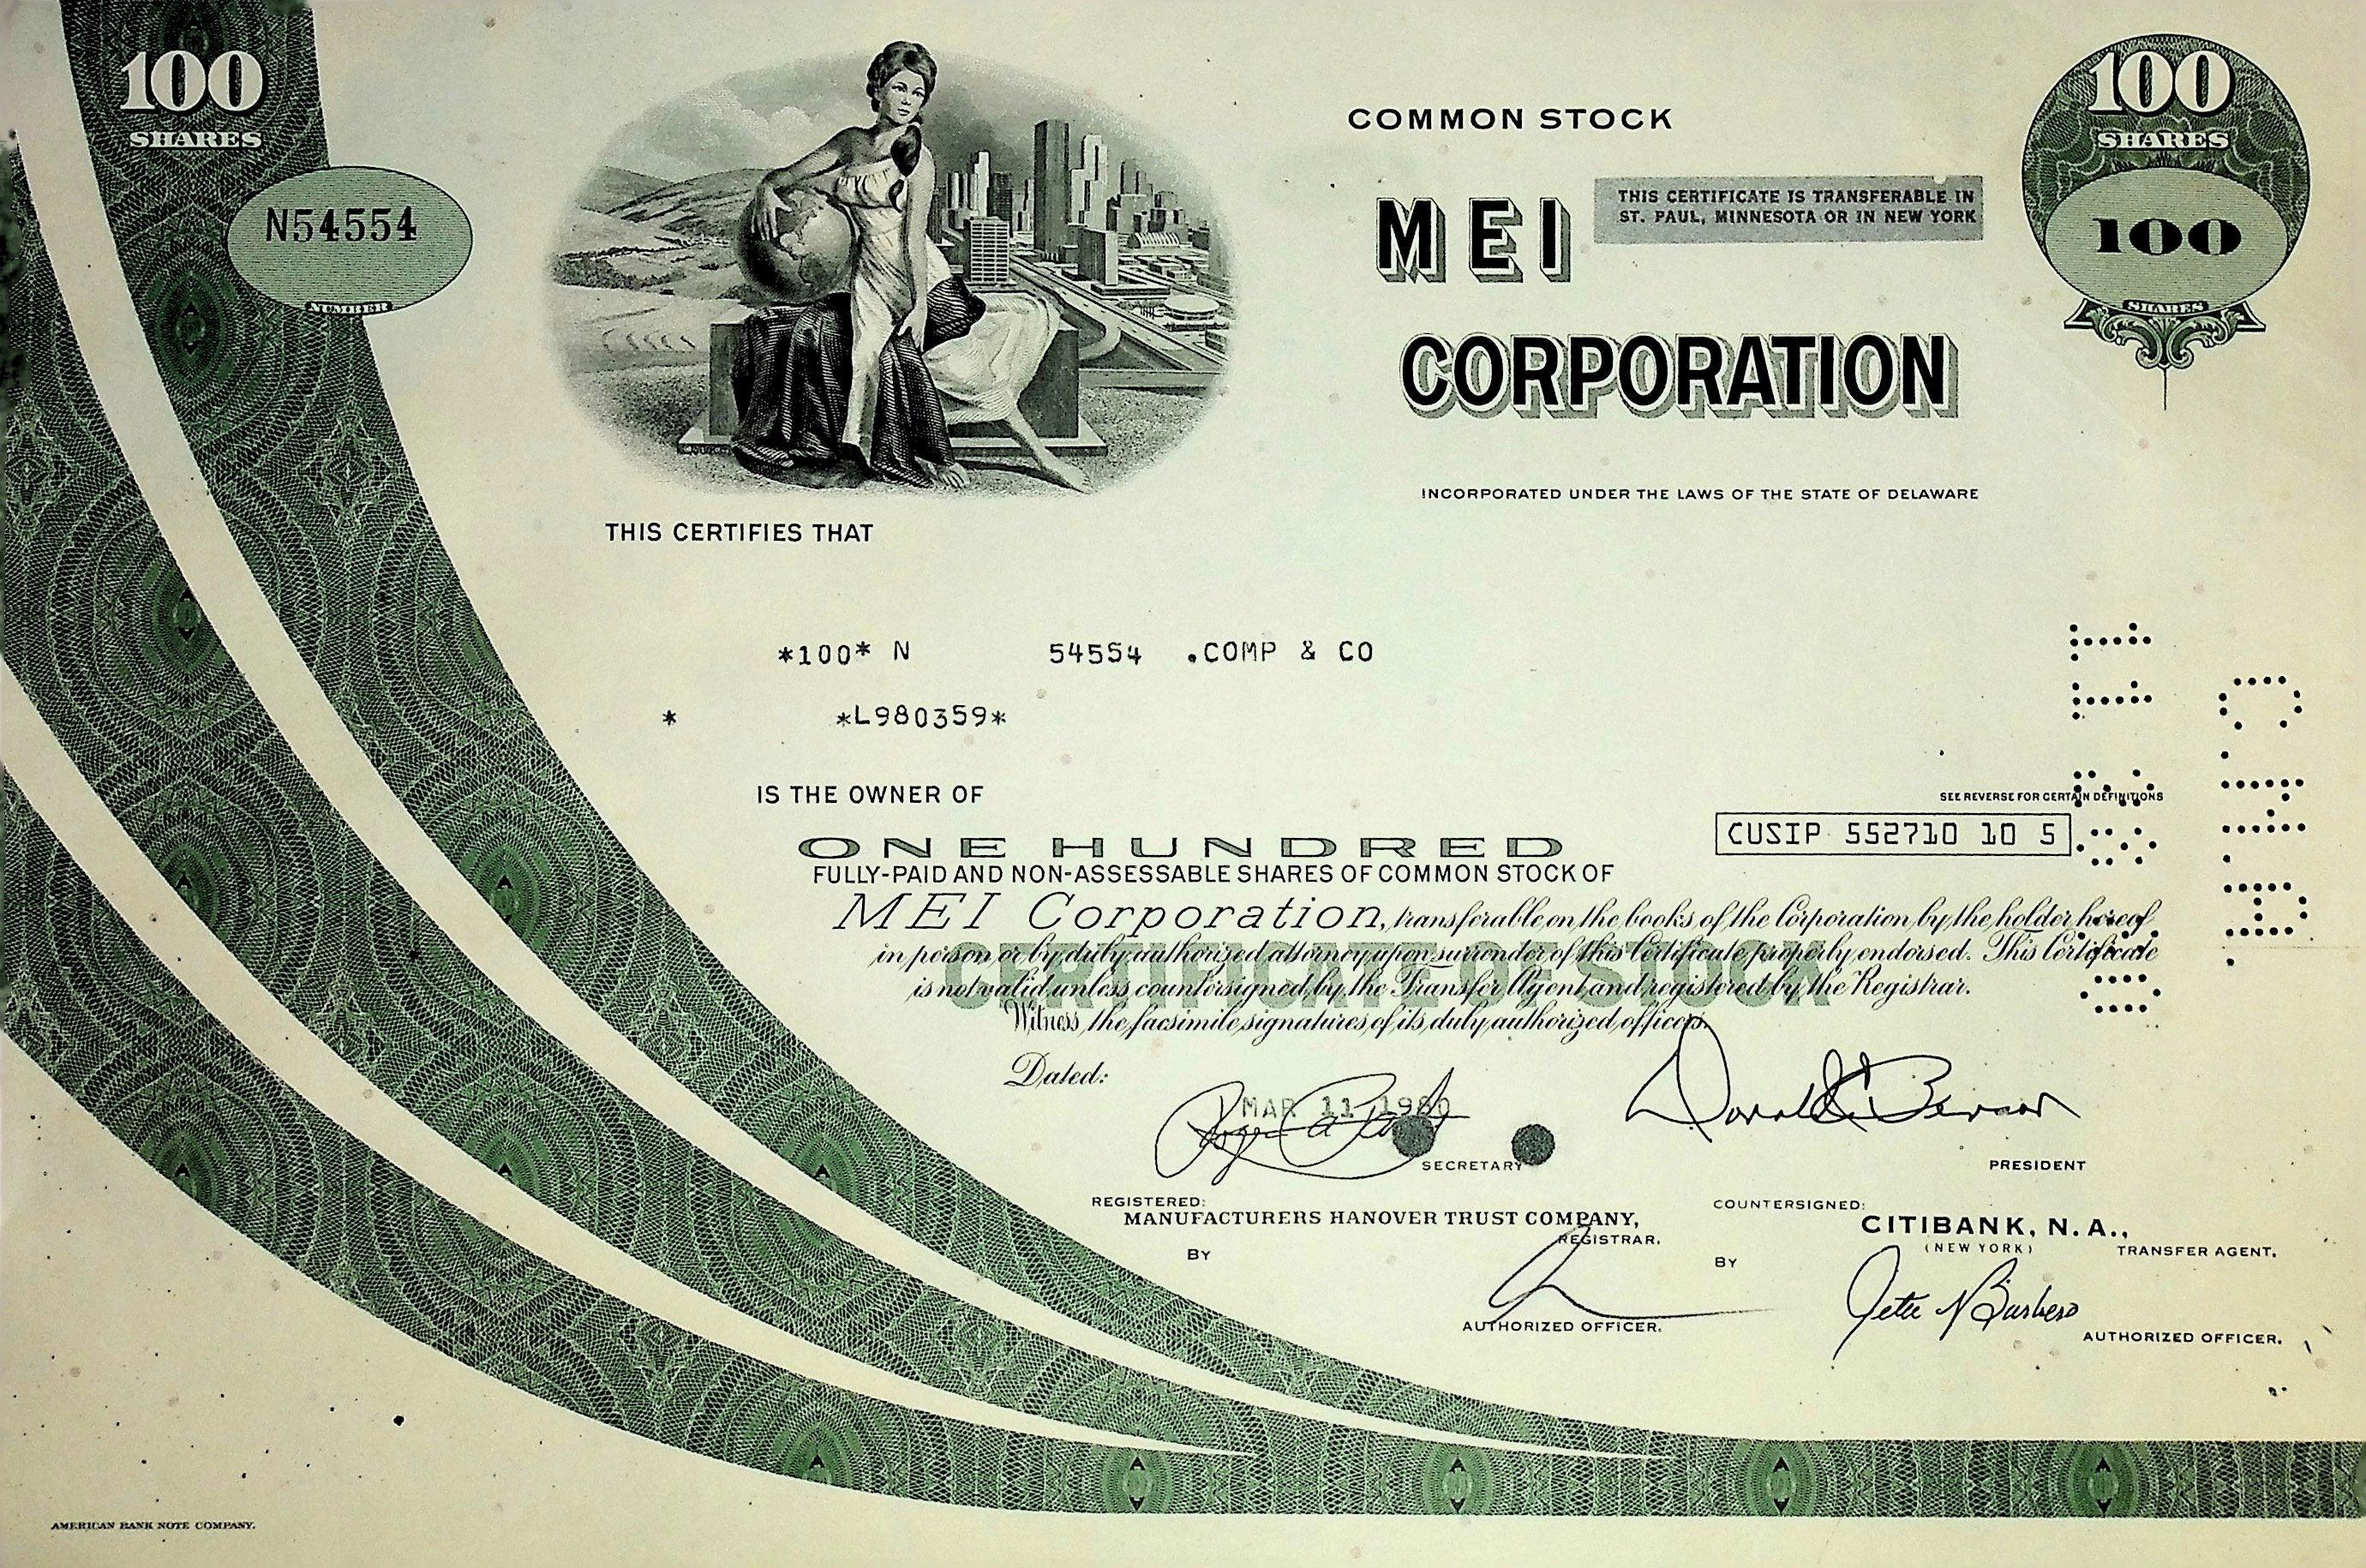 100
SHARES
N54554
NUMBER
COMMON STOCK
MEI
THIS CERTIFICATE IS TRANSFERABLE IN
ST. PAUL, MINNESOTA OR IN NEW YORK
CORPORATION
100
SHARES
100
SHARES
INCORPORATED UNDER THE LAWS OF THE STATE OF DELAWARE
THIS CERTIFIES THAT
*100* N 54554 .COMP & CO
* *L980359*
IS THE OWNER OF
SEE REVERSE FOR CERTAIN DEFINITIONS
CUSIP 552710 10 5
ONE HUNDRED
FULLY-PAID AND NON-ASSESSABLE SHARES OF COMMON STOCK OF
MEI Corporation, transferable on the books of the Corporation by the holder hereof
in person or by duly authorized attorney upon surrender of this Certificate properly endorsed. This Certificate
is not valid unless countersigned by the Transfer Agent and registered by the Registrar.
Witness, the facsimile signatures of its duly authorized officers.
CERTIFICATE OF STOCK
Dated:
MAR 11 1980
SECRETARY
Donald E Benson
PRESIDENT
REGISTERED:
MANUFACTURERS HANOVER TRUST COMPANY,
REGISTRAR.
BY
AUTHORIZED OFFICER.
COUNTERSIGNED:
CITIBANK, N.A.,
(NEW YORK)
TRANSFER AGENT.
BY
AUTHORIZED OFFICER.
AMERICAN BANK NOTE COMPANY.